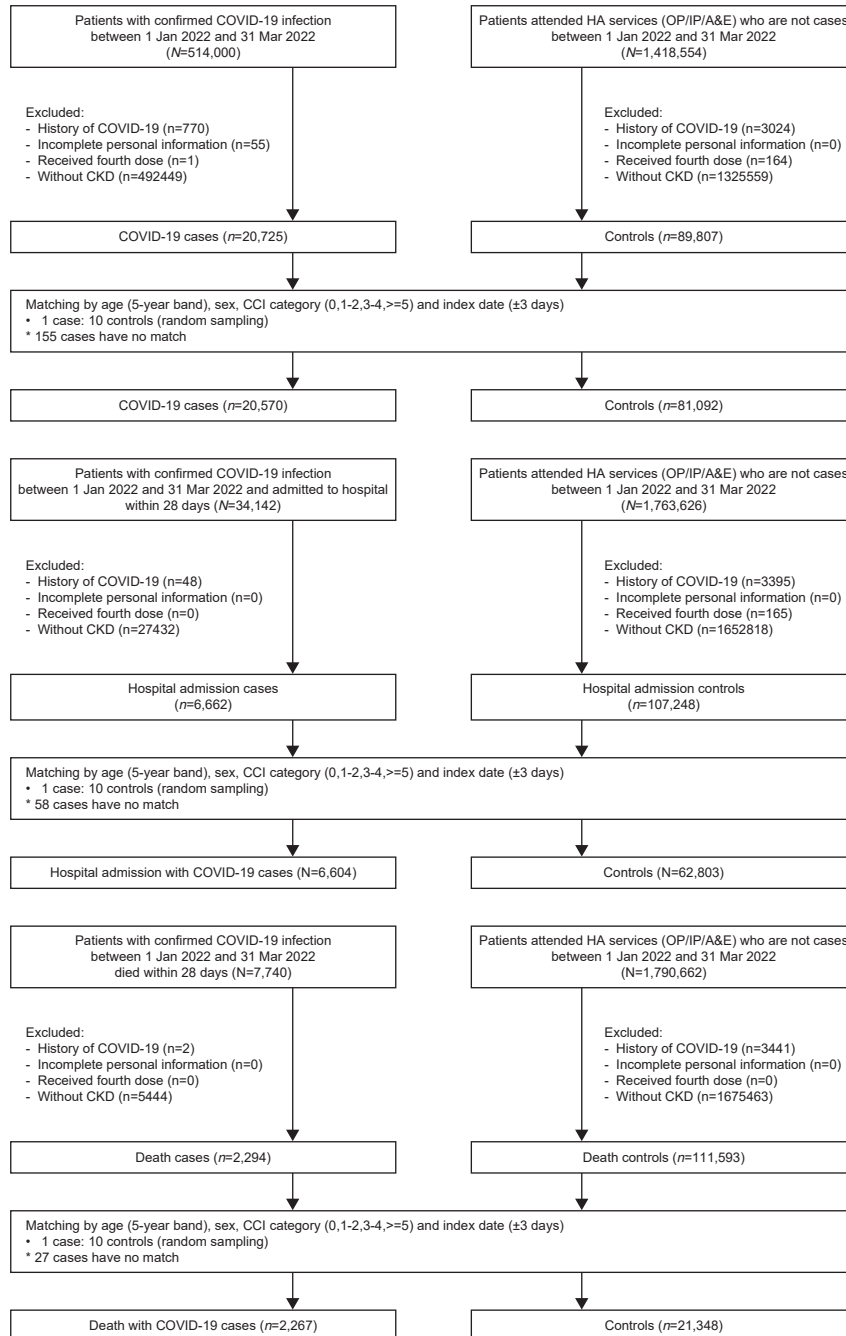 Patients with confirmed COVID-19 infection
between 1 Jan 2022 and 31 Mar 2022
(N=514,000)
Patients attended HA services (OP/IP/A&E) who are not cases
between 1 Jan 2022 and 31 Mar 2022
(N=1,418,554)
Excluded:
- History of COVID-19 (n=770)
- Incomplete personal information (n=55)
- Received fourth dose (n=1)
- Without CKD (n=492449)
Excluded:
- History of COVID-19 (n=3024)
- Incomplete personal information (n=0)
- Received fourth dose (n=164)
- Without CKD (n=1325559)
COVID-19 cases (n=20,725)
Controls (n=89,807)
Matching by age (5-year band), sex, CCI category (0,1-2,3-4,>=5) and index date (±3 days)
• 1 case: 10 controls (random sampling)
* 155 cases have no match
COVID-19 cases (n=20,570)
Controls (n=81,092)
Patients with confirmed COVID-19 infection
between 1 Jan 2022 and 31 Mar 2022 and admitted to hospital
within 28 days (N=34,142)
Patients attended HA services (OP/IP/A&E) who are not cases
between 1 Jan 2022 and 31 Mar 2022
(N=1,763,626)
Excluded:
- History of COVID-19 (n=48)
- Incomplete personal information (n=0)
- Received fourth dose (n=0)
- Without CKD (n=27432)
Excluded:
- History of COVID-19 (n=3395)
- Incomplete personal information (n=0)
- Received fourth dose (n=165)
- Without CKD (n=1652818)
Hospital admission cases
(n=6,662)
Hospital admission controls
(n=107,248)
Matching by age (5-year band), sex, CCI category (0,1-2,3-4,>=5) and index date (±3 days)
• 1 case: 10 controls (random sampling)
* 58 cases have no match
Hospital admission with COVID-19 cases (N=6,604)
Controls (N=62,803)
Patients with confirmed COVID-19 infection
between 1 Jan 2022 and 31 Mar 2022
died within 28 days (N=7,740)
Patients attended HA services (OP/IP/A&E) who are not cases
between 1 Jan 2022 and 31 Mar 2022
(N=1,790,662)
Excluded:
- History of COVID-19 (n=2)
- Incomplete personal information (n=0)
- Received fourth dose (n=0)
- Without CKD (n=5444)
Excluded:
- History of COVID-19 (n=3441)
- Incomplete personal information (n=0)
- Received fourth dose (n=0)
- Without CKD (n=1675463)
Death cases (n=2,294)
Death controls (n=111,593)
Matching by age (5-year band), sex, CCI category (0,1-2,3-4,>=5) and index date (±3 days)
• 1 case: 10 controls (random sampling)
* 27 cases have no match
Death with COVID-19 cases (n=2,267)
Controls (n=21,348)